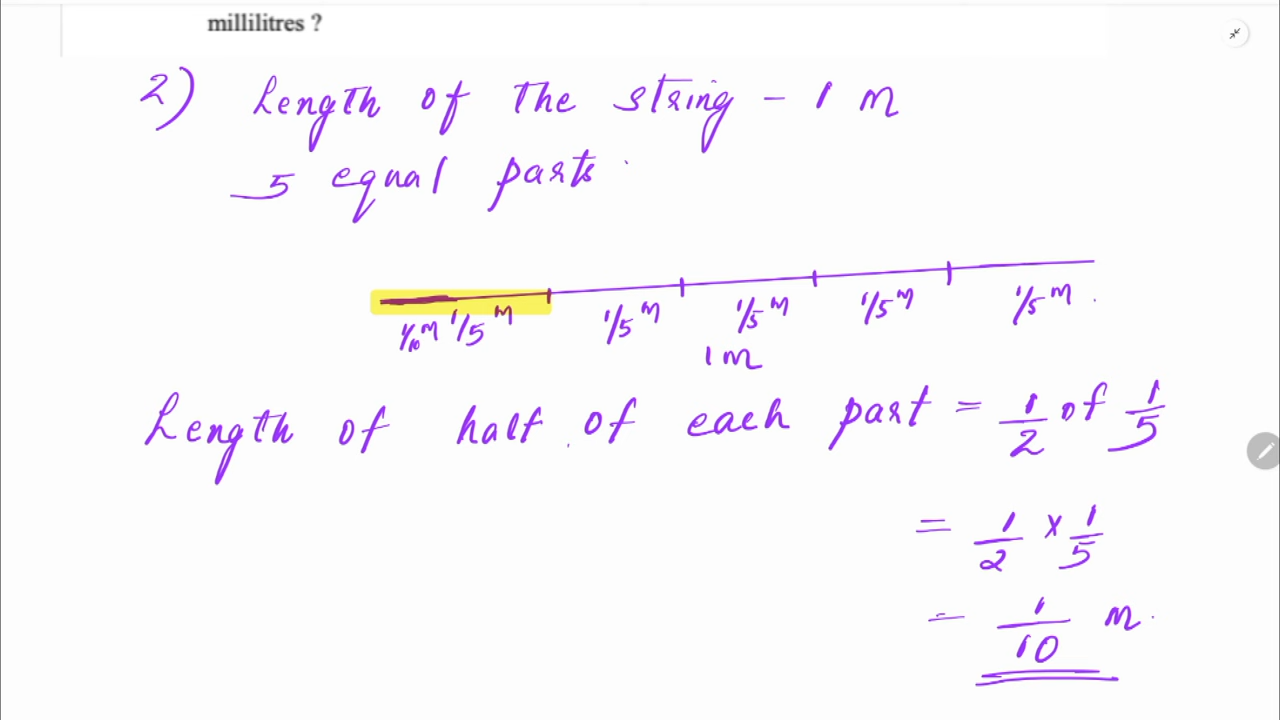 millilitres ?
2) Length of the string - 1 m
5 equal parts
1/10 m 1/5 m 1/5 m 1/5 m 1/5 m 1/5 m
1 m
Length of half of each part = 1/2 of 1/5
= 1/2 x 1/5
= 1/10 m